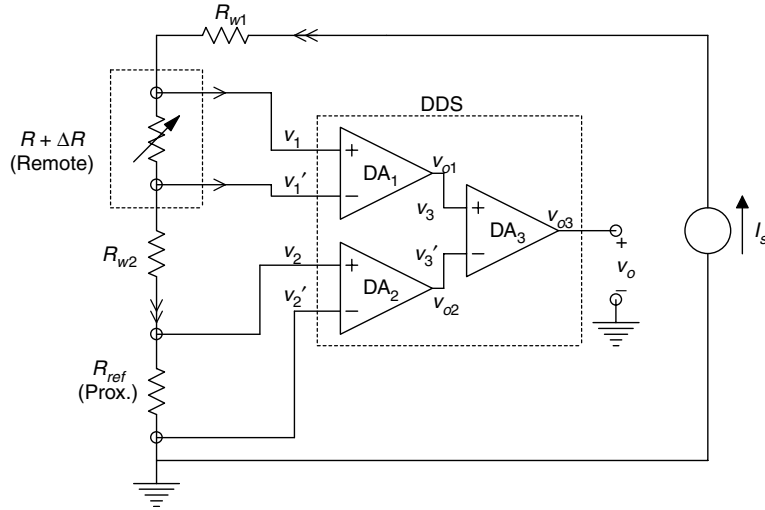 R_w1
DDS
R + ΔR
(Remote)
v_1
+
DA_1
v_o1
v_1′
−
v_3
+
DA_3
v_o3
R_w2
v_2
+
v_3′
−
+
I_s
v_2′
−
DA_2
v_o2
v_o
−
R_ref
(Prox.)